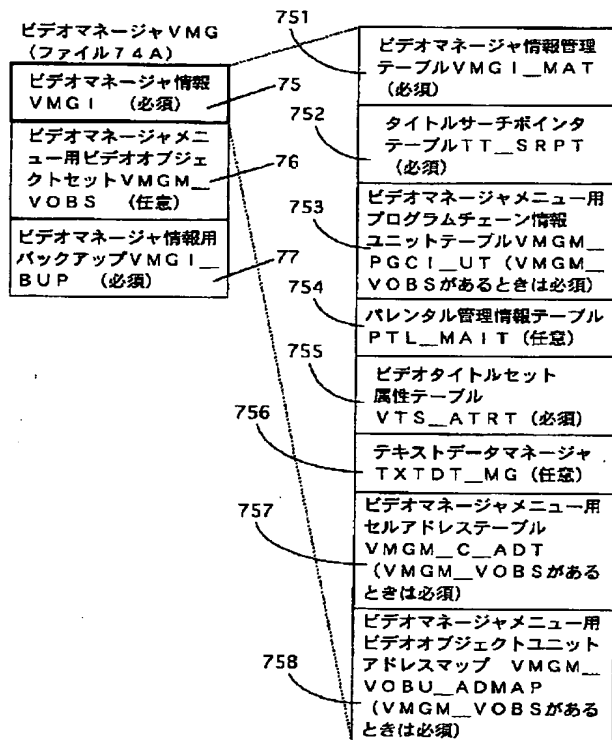 ビデオマネージャVMG
(ファイル74A)
ビデオマネージャ情報
VMGI (必須)
75
ビデオマネージャメニ
ュー用ビデオオブジェ
クトセットVMGM__
VOBS (任意)
76
ビデオマネージャ情報用
バックアップVMGI__
BUP (必須)
77
751
ビデオマネージャ情報管理
テーブルVMGI__MAT
(必須)
752
タイトルサーチポインタ
テーブルTT__SRPT
(必須)
753
ビデオマネージャメニュー用
プログラムチェーン情報
ユニットテーブルVMGM__
PGCI__UT (VMGM__
VOBSがあるときは必須)
754
パレンタル管理情報テーブル
PTL__MAIT (任意)
755
ビデオタイトルセット
属性テーブル
VTS__ATRT (必須)
756
テキストデータマネージャ
TXTDT__MG (任意)
757
ビデオマネージャメニュー用
セルアドレステーブル
VMGM__C__ADT
(VMGM__VOBSがある
ときは必須)
758
ビデオマネージャメニュー用
ビデオオブジェクトユニット
アドレスマップ VMGM__
VOBU__ADMAP
(VMGM__VOBSがある
ときは必須)